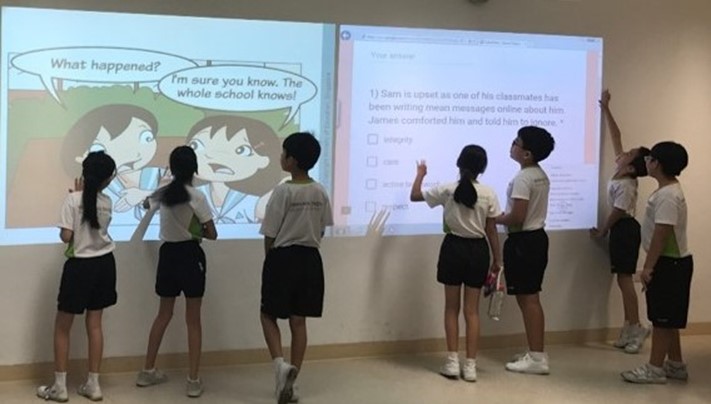 What happened?
I'm sure you know. The
whole school knows!
Your answer
1) Sam is upset as one of his classmates has
been writing mean messages online about him.
James comforted him and told him to ignore. *
Integrity
care
respect